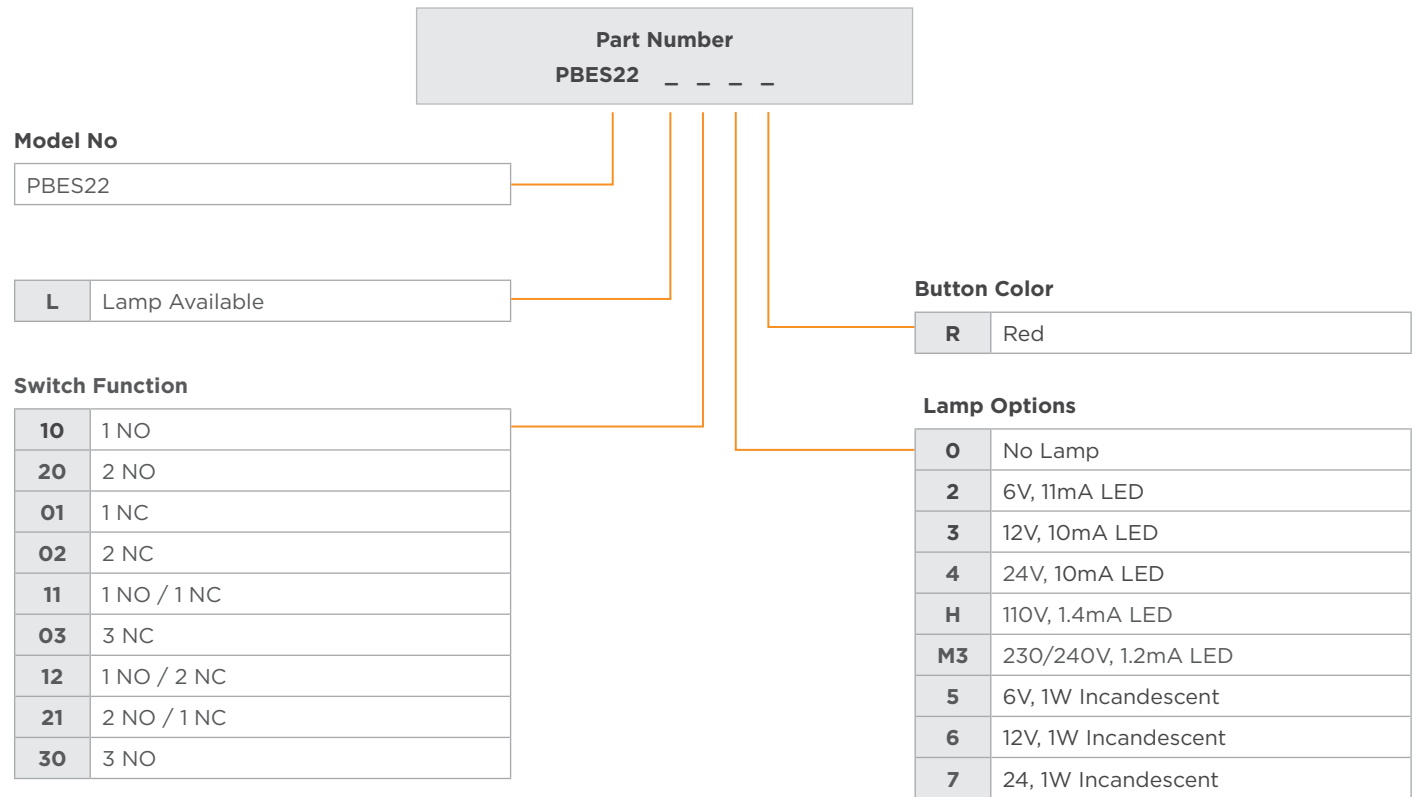 Part Number
PBES22 _ _ _ _
Model No
PBES22
L Lamp Available
Switch Function
10 1 NO
20 2 NO
01 1 NC
02 2 NC
11 1 NO / 1 NC
03 3 NC
12 1 NO / 2 NC
21 2 NO / 1 NC
30 3 NO
Button Color
R Red
Lamp Options
0 No Lamp
2 6V, 11mA LED
3 12V, 10mA LED
4 24V, 10mA LED
H 110V, 1.4mA LED
M3 230/240V, 1.2mA LED
5 6V, 1W Incandescent
6 12V, 1W Incandescent
7 24, 1W Incandescent